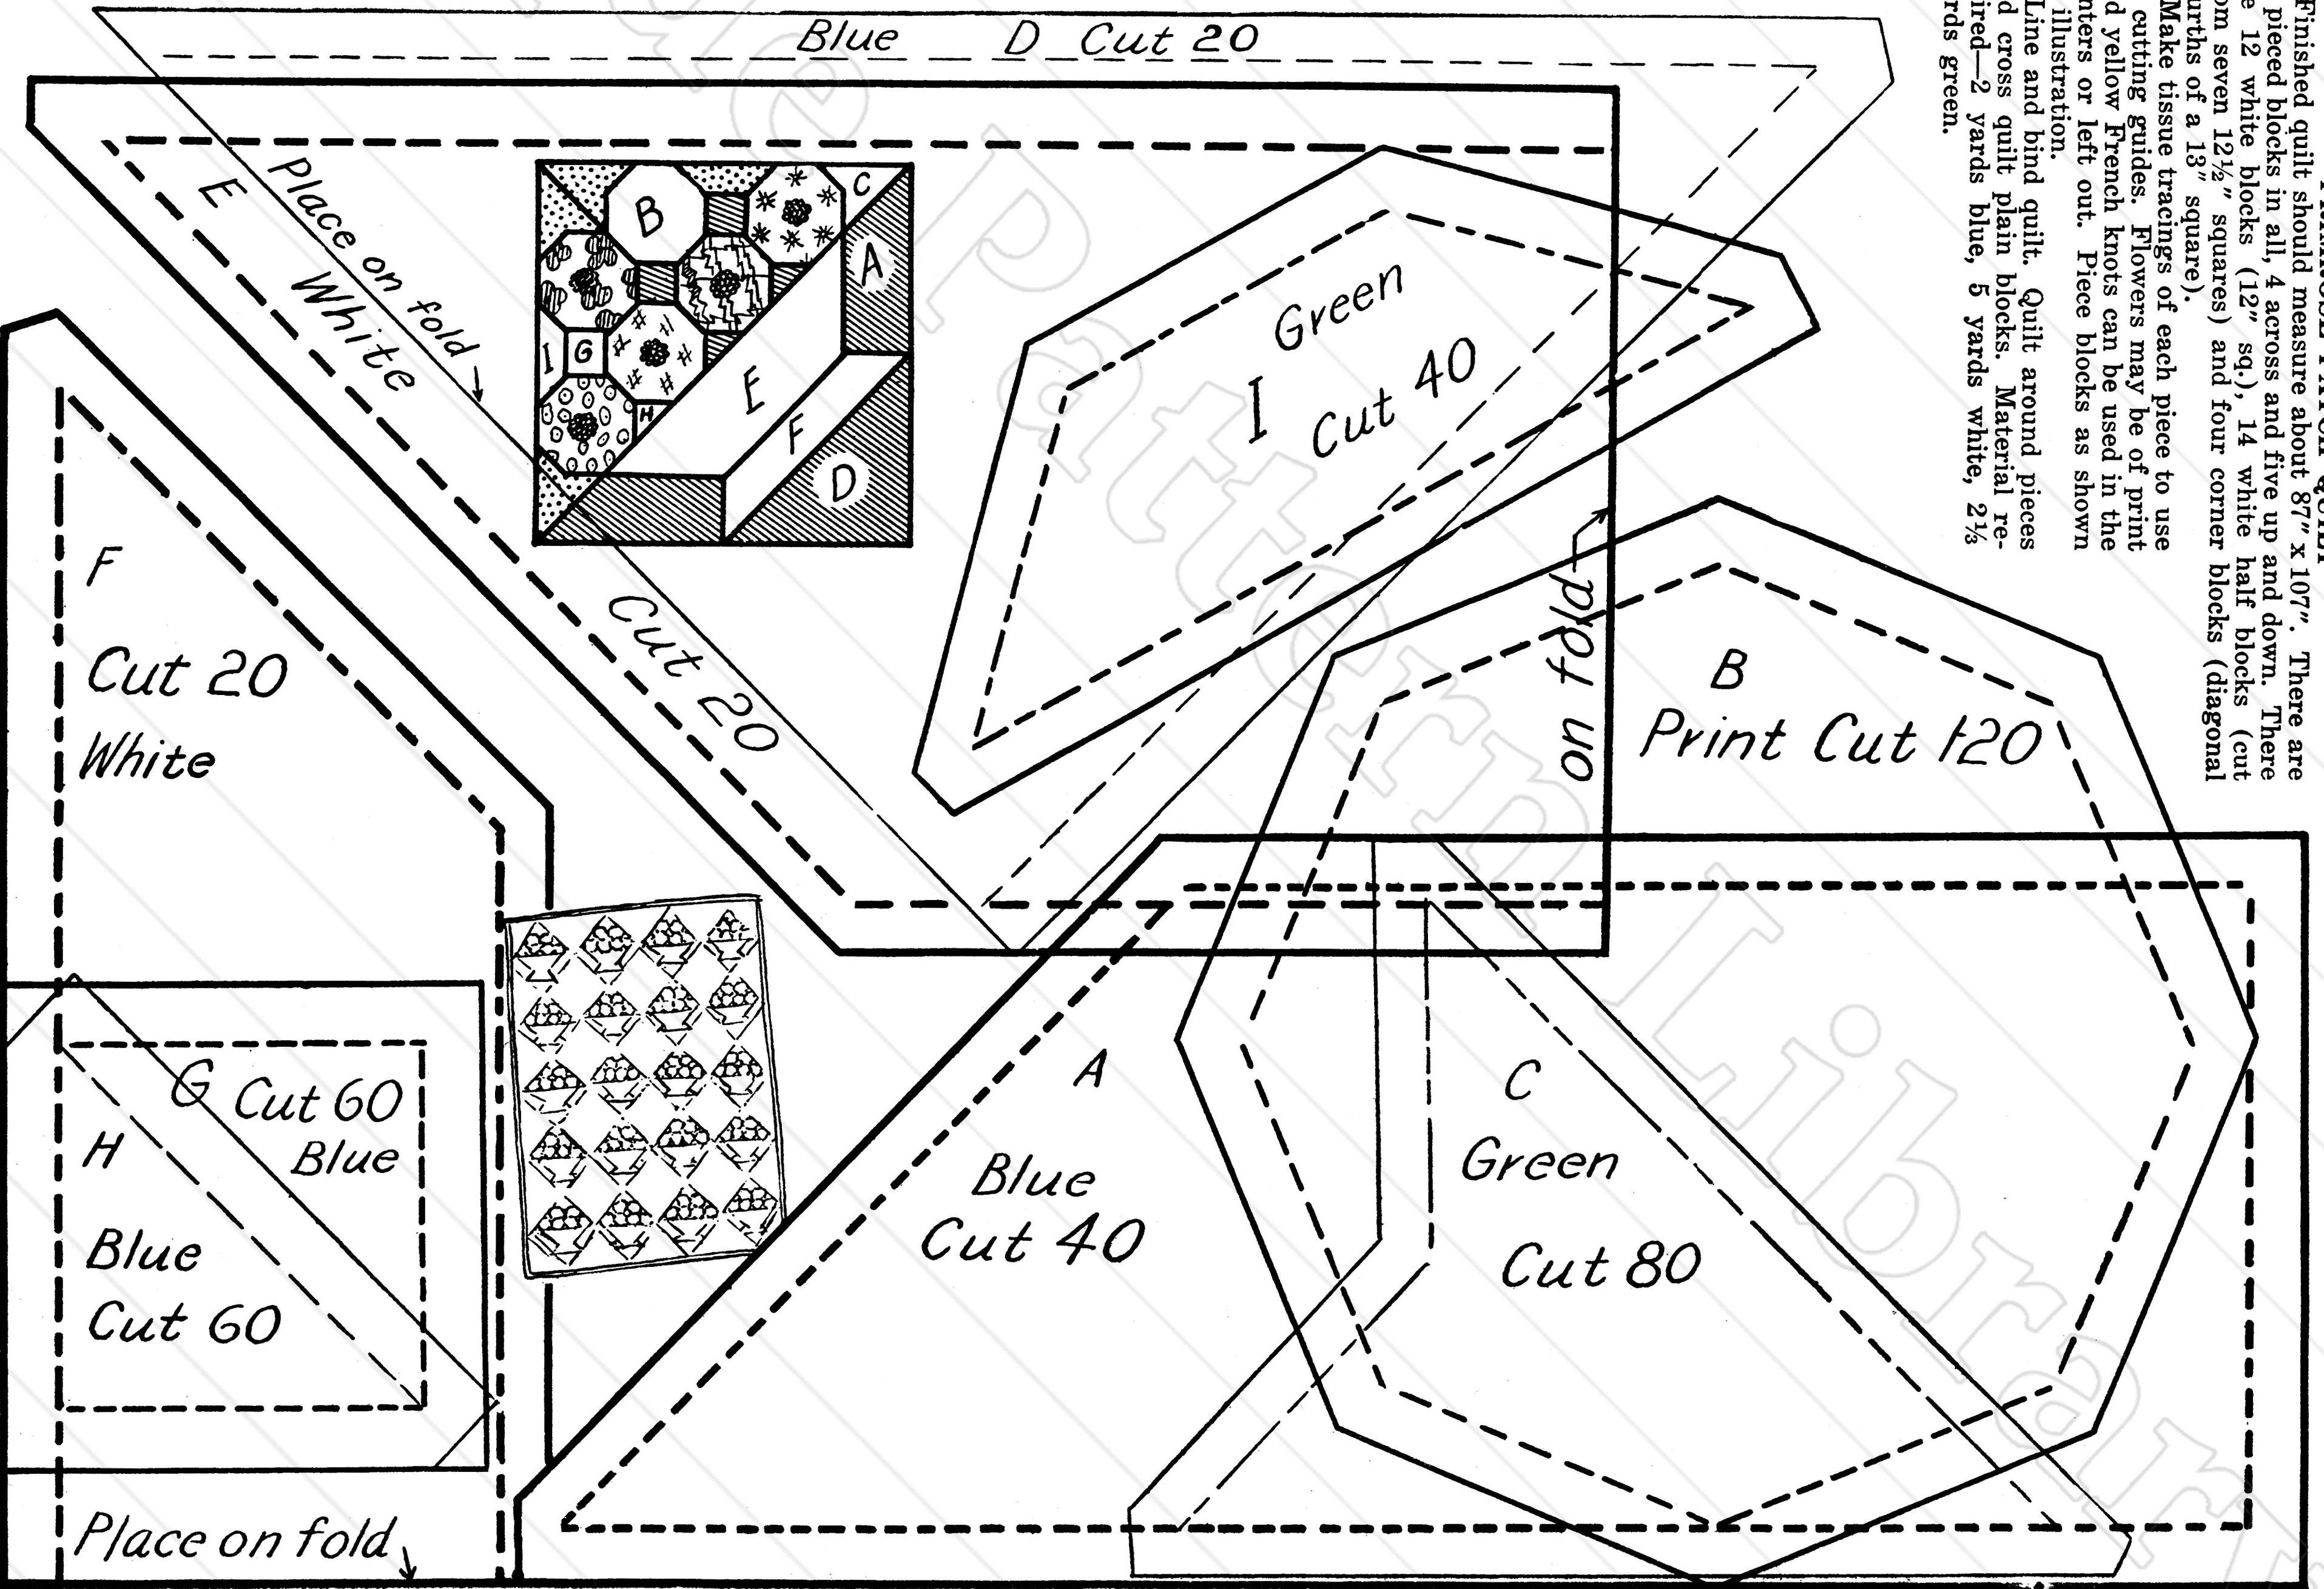 Blue D Cut 20
Place on fold
E
White
Cut 20
B
C
A
I
G
E
H
F
D
Green
I
Cut 40
on fold
B
Print Cut 120
F
Cut 20
White
G Cut 60
Blue
H
Blue
Cut 60
Place on fold
A
Blue
Cut 40
C
Green
Cut 80
Finished quilt should measure about 87" x 107". There are
pieced blocks in all, 4 across and five up and down. There
e 12 white blocks (12" sq.), 14 white half blocks (cut
om seven 12½" squares) and four corner blocks (diagonal
urths of a 13" square).
Make tissue tracings of each piece to use
cutting guides. Flowers may be of print
d yellow French knots can be used in the
nters or left out. Piece blocks as shown
illustration.
Line and bind quilt. Quilt around pieces
d cross quilt plain blocks. Material re-
ired—2 yards blue, 5 yards white, 2⅓
rds green.
de Pattern Library